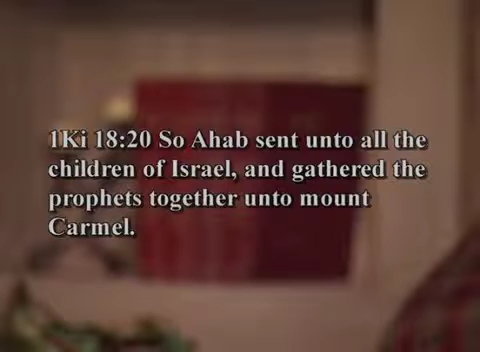 1Ki 18:20 So Ahab sent unto all the
children of Israel, and gathered the
prophets together unto mount
Carmel.